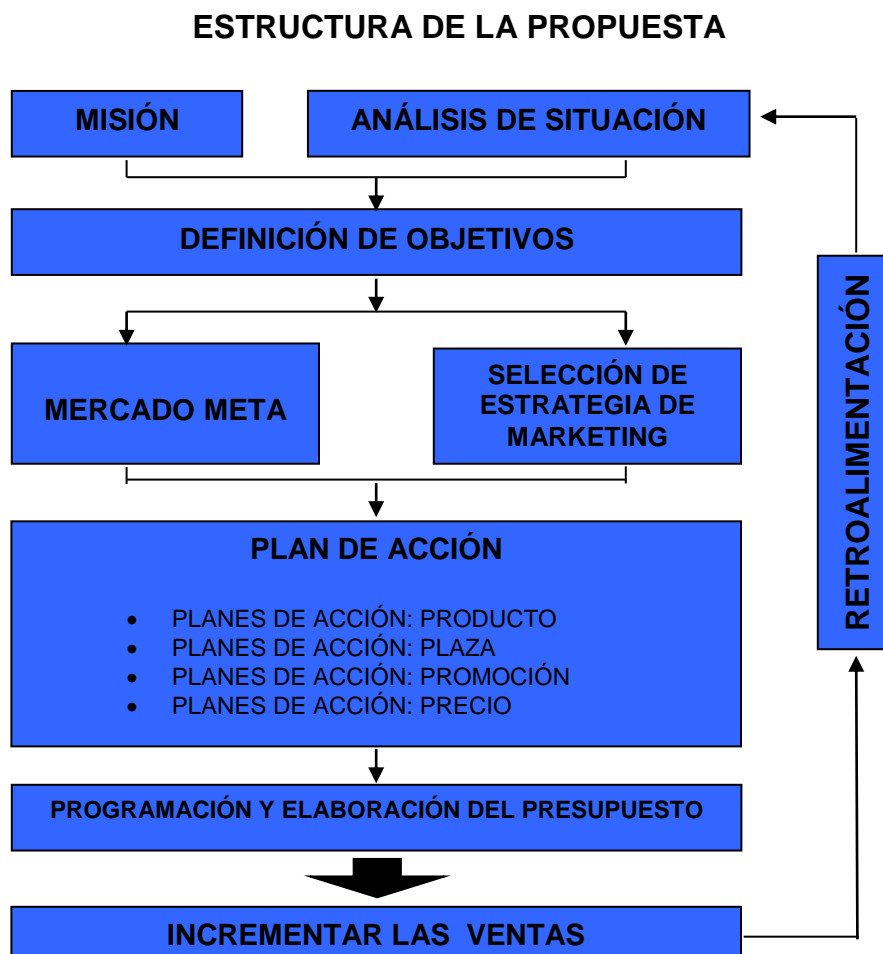 ESTRUCTURA DE LA PROPUESTA
MISIÓN
ANÁLISIS DE SITUACIÓN
DEFINICIÓN DE OBJETIVOS
MERCADO META
SELECCIÓN DE
ESTRATEGIA DE
MARKETING
PLAN DE ACCIÓN
• PLANES DE ACCIÓN: PRODUCTO
• PLANES DE ACCIÓN: PLAZA
• PLANES DE ACCIÓN: PROMOCIÓN
• PLANES DE ACCIÓN: PRECIO
PROGRAMACIÓN Y ELABORACIÓN DEL PRESUPUESTO
INCREMENTAR LAS VENTAS
RETROALIMENTACIÓN